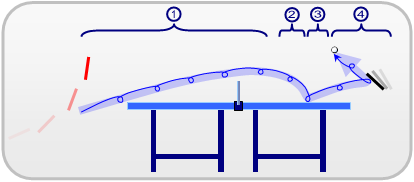 ① ② ③ ④